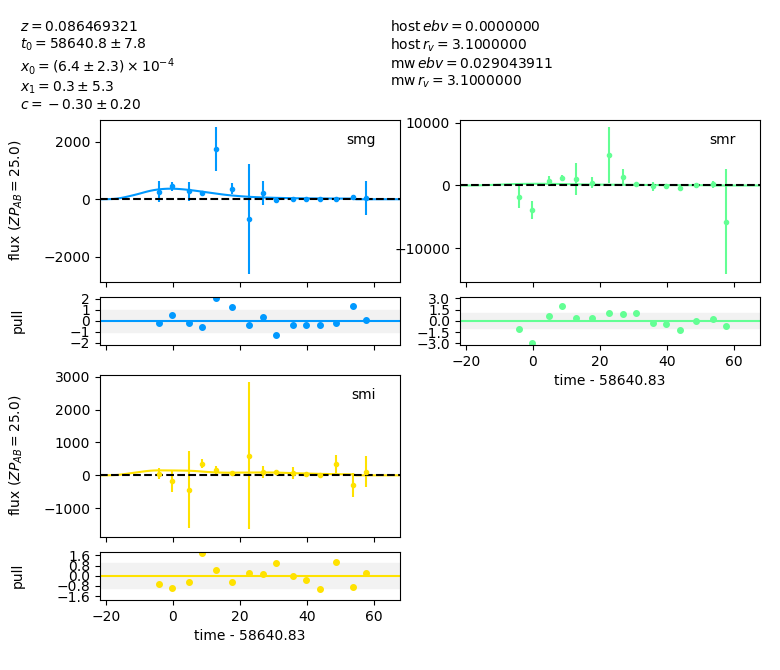 z = 0.086469321
t₀ = 58640.8 ± 7.8
x₀ = (6.4 ± 2.3) × 10⁻⁴
x₁ = 0.3 ± 5.3
c = −0.30 ± 0.20
host ebv = 0.0000000
host r_v = 3.1000000
mw ebv = 0.029043911
mw r_v = 3.1000000
smg
2000
0
−2000
flux (ZP_AB = 25.0)
2
1
0
−1
−2
pull
smr
10000
0
−10000
3.0
1.5
0.0
−1.5
−3.0
−20 0 20 40 60
time - 58640.83
smi
3000
2000
1000
0
−1000
flux (ZP_AB = 25.0)
1.6
0.8
0.0
−0.8
−1.6
pull
−20 0 20 40 60
time - 58640.83